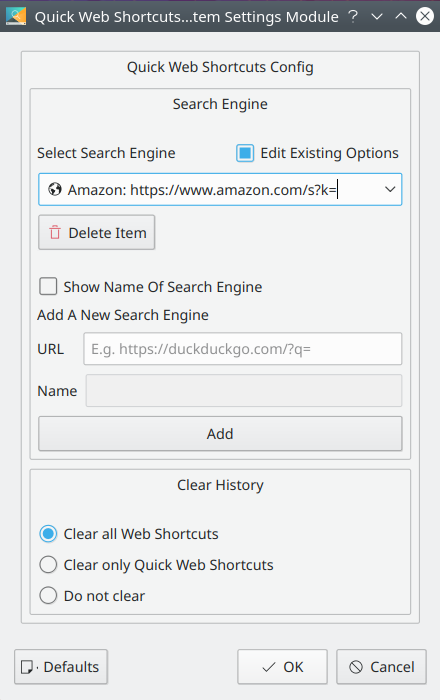 Quick Web Shortcuts...tem Settings Module
Quick Web Shortcuts Config
Search Engine
Select Search Engine Edit Existing Options
Amazon: https://www.amazon.com/s?k=
Delete Item
Show Name Of Search Engine
Add A New Search Engine
URL E.g. https://duckduckgo.com/?q=
Name
Add
Clear History
Clear all Web Shortcuts
Clear only Quick Web Shortcuts
Do not clear
Defaults OK Cancel